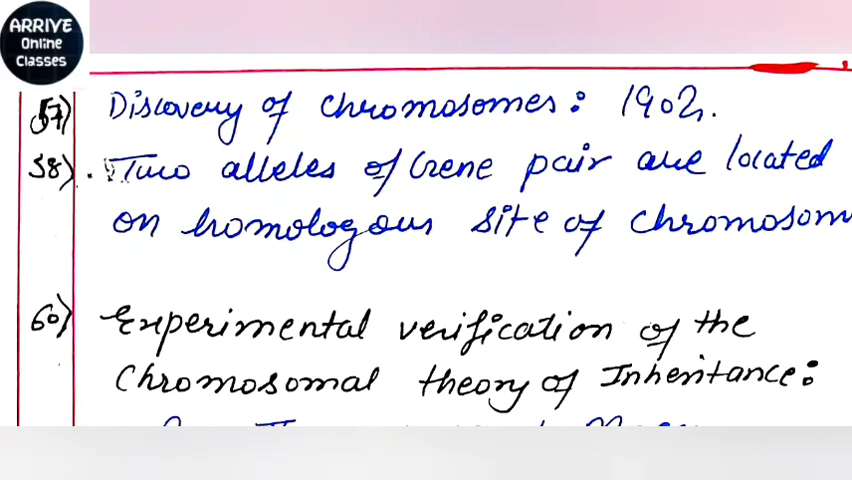 ARRIVE
Online
Classes
57) Discovery of chromosomes: 1902.
58). Two alleles of Gene pair are located
on homologous site of chromosom
60) Experimental verification of the
Chromosomal theory of Inheritance: